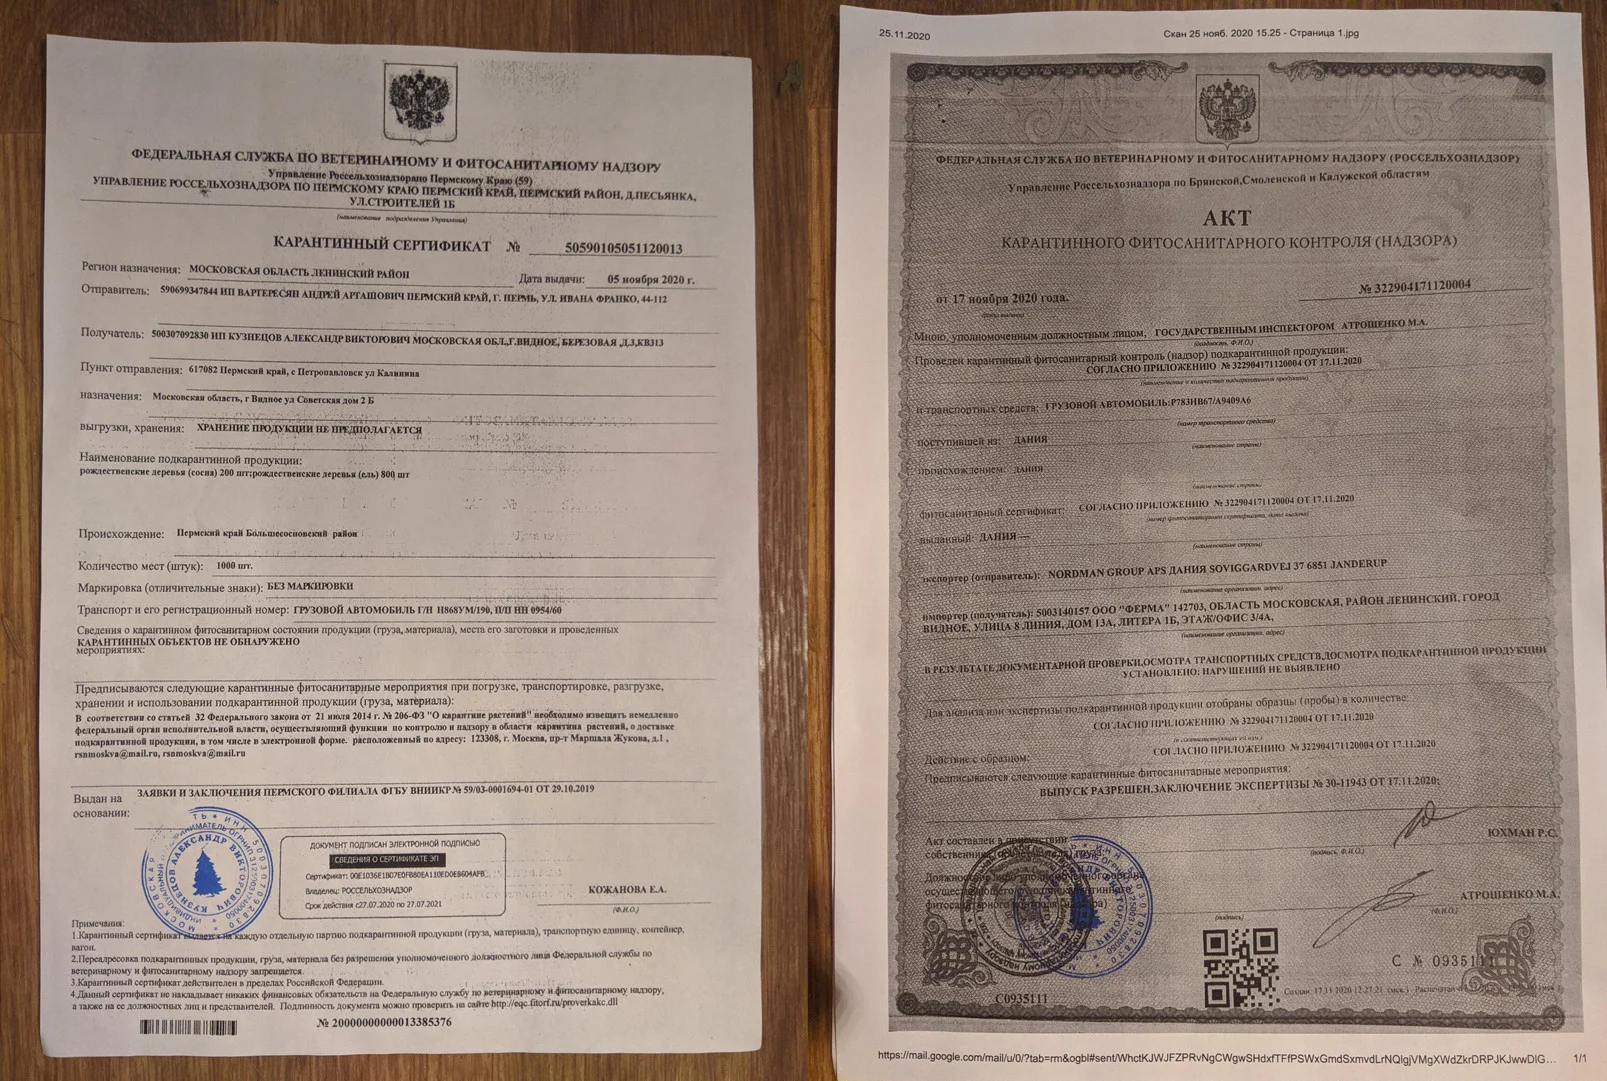 ФЕДЕРАЛЬНАЯ СЛУЖБА ПО ВЕТЕРИНАРНОМУ И ФИТОСАНИТАРНОМУ НАДЗОРУ
Управление Россельхознадзорапо Пермскому Краю (59)
УПРАВЛЕНИЕ РОССЕЛЬХОЗНАДЗОРА ПО ПЕРМСКОМУ КРАЮ ПЕРМСКИЙ КРАЙ, ПЕРМСКИЙ РАЙОН, Д.ПЕСЬЯНКА,
УЛ.СТРОИТЕЛЕЙ 1Б
(наименование подразделения Управления)
КАРАНТИННЫЙ СЕРТИФИКАТ № 50590105051120013
Регион назначения: МОСКОВСКАЯ ОБЛАСТЬ ЛЕНИНСКИЙ РАЙОН Дата выдачи: 05 ноября 2020 г.
Отправитель: 590699347844 ИП ВАРТЕРЕСЯН АНДРЕЙ АРТАШОВИЧ ПЕРМСКИЙ КРАЙ, Г. ПЕРМЬ, УЛ. ИВАНА ФРАНКО, 44-112
Получатель: 500307092830 ИП КУЗНЕЦОВ АЛЕКСАНДР ВИКТОРОВИЧ МОСКОВСКАЯ ОБЛ.,Г.ВИДНОЕ, БЕРЕЗОВАЯ ,Д.3,КВ313
Пункт отправления: 617082 Пермский край, с Петропавловск ул Калинина
назначения: Московская область, г Видное ул Советская дом 2 Б
выгрузки, хранения: ХРАНЕНИЕ ПРОДУКЦИИ НЕ ПРЕДПОЛАГАЕТСЯ
Наименование подкарантинной продукции:
рождественские деревья (сосна) 200 шт;рождественские деревья (ель) 800 шт
Происхождение: Пермский край Большесосновский район
Количество мест (штук): 1000 шт.
Маркировка (отличительные знаки): БЕЗ МАРКИРОВКИ
Транспорт и его регистрационный номер: ГРУЗОВОЙ АВТОМОБИЛЬ Г/Н Н868УМ/190, П/П НН 0954/60
Сведения о карантинном фитосанитарном состоянии продукции (груза, материала), места его заготовки и проведенных
КАРАНТИННЫХ ОБЪЕКТОВ НЕ ОБНАРУЖЕНО
мероприятиях:
Предписываются следующие карантинные фитосанитарные мероприятия при погрузке, транспортировке, разгрузке,
хранении и использовании подкарантинной продукции (груза, материала):
В соответствии со статьей 32 Федерального закона от 21 июля 2014 г. № 206-ФЗ "О карантине растений" необходимо извещать немедленно
федеральный орган исполнительной власти, осуществляющий функции по контролю и надзору в области карантина растений, о доставке
подкарантинной продукции, в том числе в электронной форме. расположенный по адресу: 123308, г. Москва, пр-т Маршала Жукова, д.1 ,
rsnmoskva@mail.ru, rsnmoskva@mail.ru
Выдан на ЗАЯВКИ И ЗАКЛЮЧЕНИЯ ПЕРМСКОГО ФИЛИАЛА ФГБУ ВНИИКР № 59/03-0001694-01 ОТ 29.10.2019
основании:
КУЗНЕЦОВ АЛЕКСАНДР ВИКТОРОВИЧ
ДОКУМЕНТ ПОДПИСАН ЭЛЕКТРОННОЙ ПОДПИСЬЮ
СВЕДЕНИЯ О СЕРТИФИКАТЕ ЭП
Владелец: РОССЕЛЬХОЗНАДЗОР
Срок действия с27.07.2020 по 27.07.2021
КОЖАНОВА Е.А.
(Ф.И.О.)
Примечания:
1.Карантинный сертификат выдается на каждую отдельную партию подкарантинной продукции (груза, материала), транспортную единицу, контейнер,
вагон.
2.Переадресовка подкарантинных продукции, груза, материала без разрешения уполномоченного должностного лица Федеральной службы по
ветеринарному и фитосанитарному надзору запрещается.
3.Карантинный сертификат действителен в пределах Российской Федерации.
4.Данный сертификат не накладывает никаких финансовых обязательств на Федеральную службу по ветеринарному и фитосанитарному надзору,
а также на ее должностных лиц и представителей. Подлинность документа можно проверить на сайте http://eqc.fitorf.ru/proverkakc.dll
№ 20000000000013385376
25.11.2020 Скан 25 нояб. 2020 15.25 - Страница 1.jpg
ФЕДЕРАЛЬНАЯ СЛУЖБА ПО ВЕТЕРИНАРНОМУ И ФИТОСАНИТАРНОМУ НАДЗОРУ (РОССЕЛЬХОЗНАДЗОР)
Управление Россельхознадзора по Брянской,Смоленской и Калужской областям
АКТ
КАРАНТИННОГО ФИТОСАНИТАРНОГО КОНТРОЛЯ (НАДЗОРА)
от 17 ноября 2020 года. № 322904171120004
Мною, уполномоченным должностным лицом, ГОСУДАРСТВЕННЫМ ИНСПЕКТОРОМ АТРОШЕНКО М.А.
(должность, Ф.И.О.)
Проведен карантинный фитосанитарный контроль (надзор) подкарантинной продукции:
СОГЛАСНО ПРИЛОЖЕНИЮ № 322904171120004 ОТ 17.11.2020
(наименование и количество подкарантинной продукции)
и транспортных средств: ГРУЗОВОЙ АВТОМОБИЛЬ:Р783НВ67/А9409А6
(номер транспортного средства)
поступившей из: ДАНИЯ
(наименование страны)
происхождением: ДАНИЯ
(наименование страны)
фитосанитарный сертификат: СОГЛАСНО ПРИЛОЖЕНИЮ № 322904171120004 ОТ 17.11.2020
(номер фитосанитарного сертификата, дата выдачи)
выданный: ДАНИЯ —
(наименование страны)
экспортер (отправитель): NORDMAN GROUP APS ДАНИЯ SOVIGGARDVEJ 37 6851 JANDERUP
(наименование организации, адрес)
импортер (получатель): 5003140157 ООО "ФЕРМА" 142703, ОБЛАСТЬ МОСКОВСКАЯ, РАЙОН ЛЕНИНСКИЙ, ГОРОД
ВИДНОЕ, УЛИЦА 8 ЛИНИЯ, ДОМ 13А, ЛИТЕРА 1Б, ЭТАЖ/ОФИС 3/4А,
(наименование организации, адрес)
В РЕЗУЛЬТАТЕ ДОКУМЕНТАРНОЙ ПРОВЕРКИ,ОСМОТРА ТРАНСПОРТНЫХ СРЕДСТВ,ДОСМОТРА ПОДКАРАНТИННОЙ ПРОДУКЦИИ
УСТАНОВЛЕНО: НАРУШЕНИЙ НЕ ВЫЯВЛЕНО
Для анализа или экспертизы подкарантинной продукции отобраны образцы (пробы) в количестве:
СОГЛАСНО ПРИЛОЖЕНИЮ № 322904171120004 ОТ 17.11.2020
Действие с образцом: СОГЛАСНО ПРИЛОЖЕНИЮ № 322904171120004 ОТ 17.11.2020
Предписываются следующие карантинные фитосанитарные мероприятия:
ВЫПУСК РАЗРЕШЕН.ЗАКЛЮЧЕНИЕ ЭКСПЕРТИЗЫ № 30-11943 ОТ 17.11.2020;
Акт составлен в присутствии ЮХМАН Р.С.
(подпись, Ф.И.О.)
АТРОШЕНКО М.А.
(подпись) (Ф.И.О.)
С № 0935111
С0935111
https://mail.google.com/mail/u/0/?tab=rm&ogbl#sent/WhctKJWJFZPRvNgCWgwSHdxfTFfPSWxGmdSxmvdLrNQlgjVMgXWdZkrDRPJKJwwDlG... 1/1